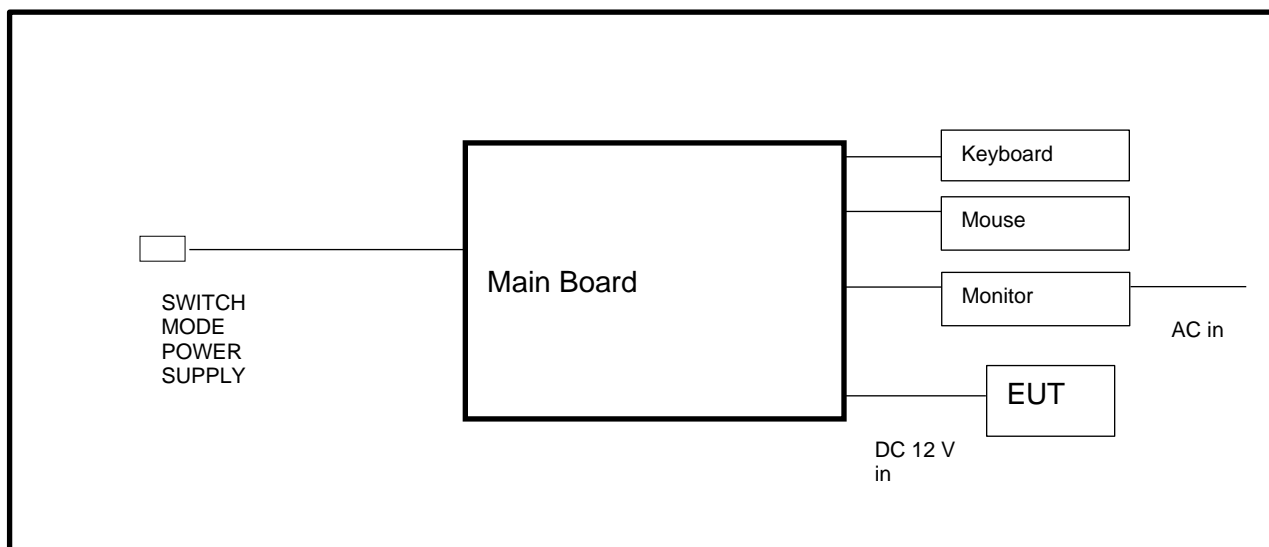 Keyboard
Mouse
Main Board
Monitor
SWITCH
MODE
POWER
SUPPLY
AC in
EUT
DC 12 V
in